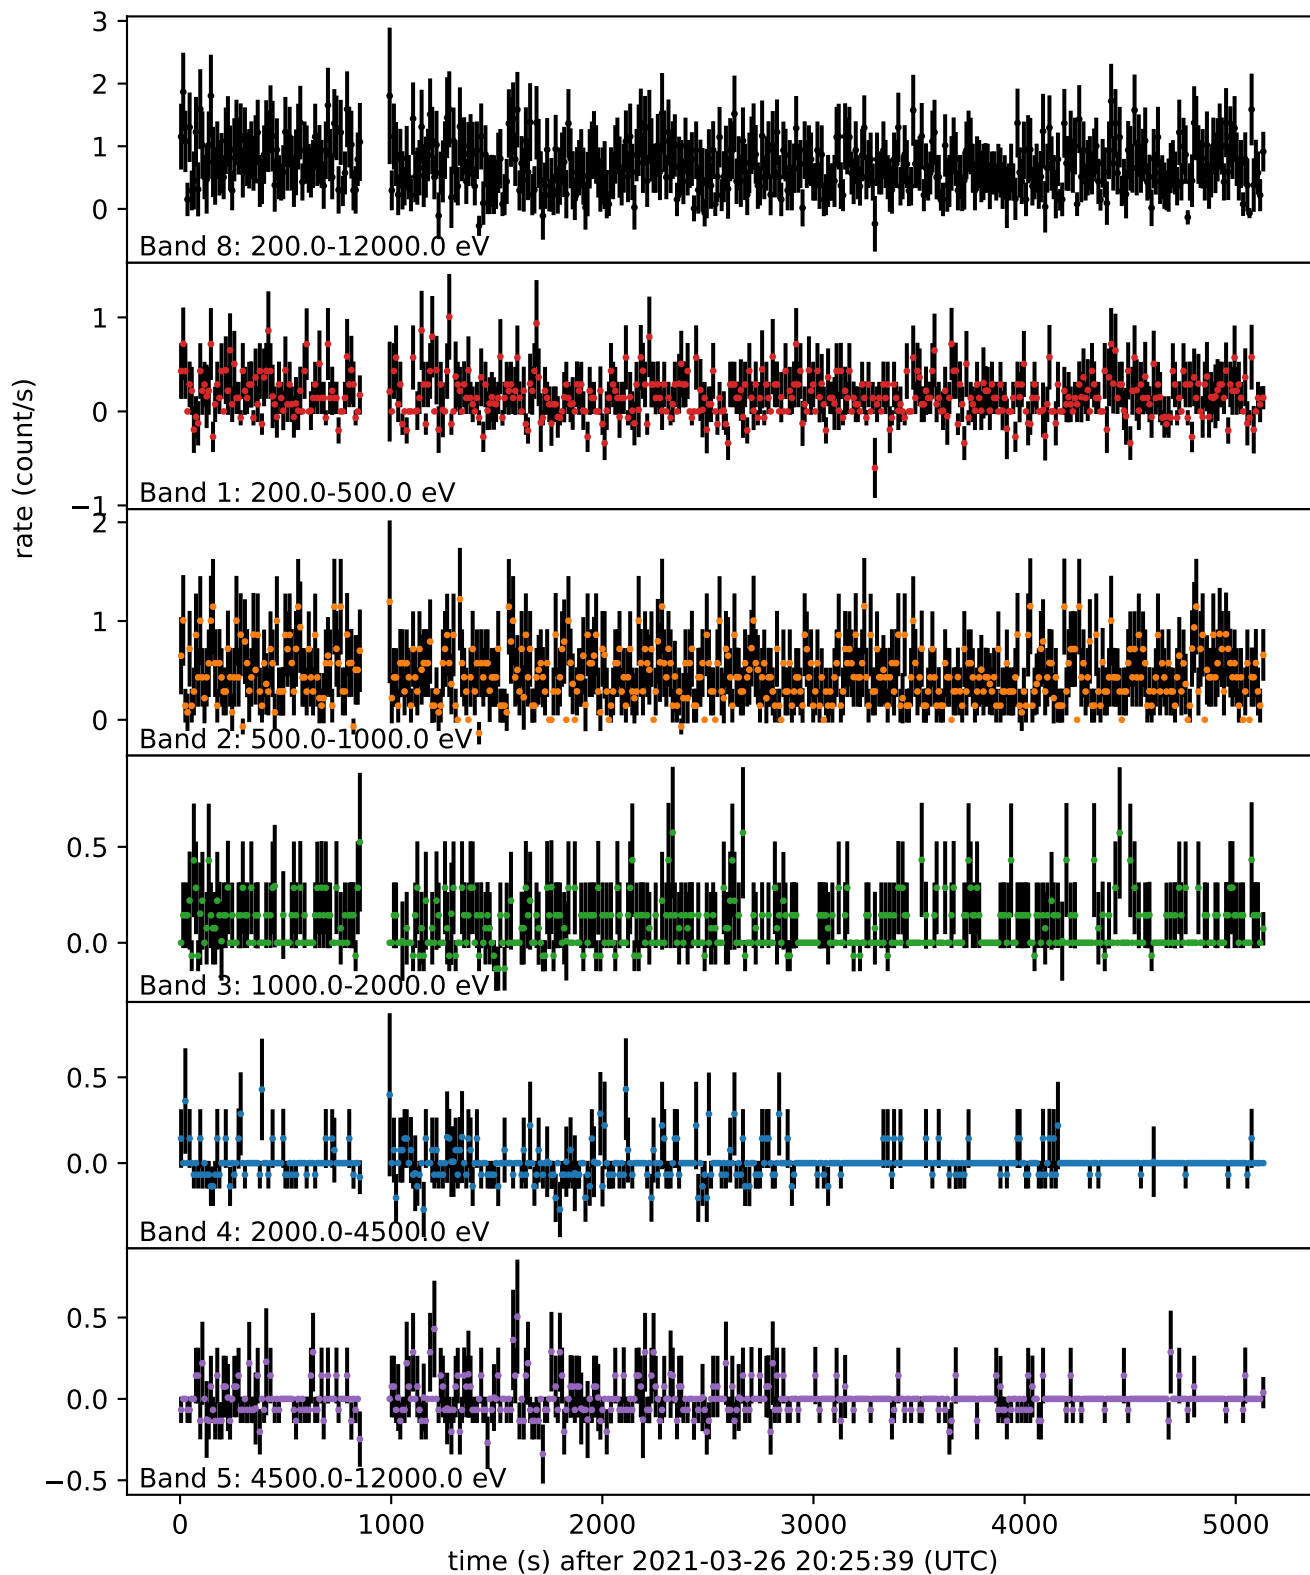 3
2
1
0
Band 8: 200.0-12000.0 eV
1
0
−1
Band 1: 200.0-500.0 eV
rate (count/s)
2
1
0
Band 2: 500.0-1000.0 eV
0.5
0.0
Band 3: 1000.0-2000.0 eV
0.5
0.0
Band 4: 2000.0-4500.0 eV
0.5
0.0
−0.5
Band 5: 4500.0-12000.0 eV
0 1000 2000 3000 4000 5000
time (s) after 2021-03-26 20:25:39 (UTC)